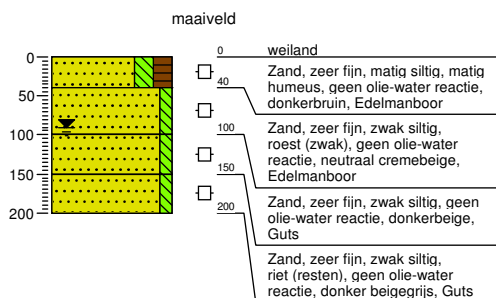 maaiveld
0
0
weiland
Zand, zeer fijn, matig siltig, matig
humeus, geen olie-water reactie,
donkerbruin, Edelmanboor
40
50
Zand, zeer fijn, zwak siltig,
roest (zwak), geen olie-water
reactie, neutraal cremebeige,
Edelmanboor
100
100
Zand, zeer fijn, zwak siltig, geen
olie-water reactie, donkerbeige,
Guts
150
150
Zand, zeer fijn, zwak siltig,
riet (resten), geen olie-water
reactie, donker beigegrijs, Guts
200
200